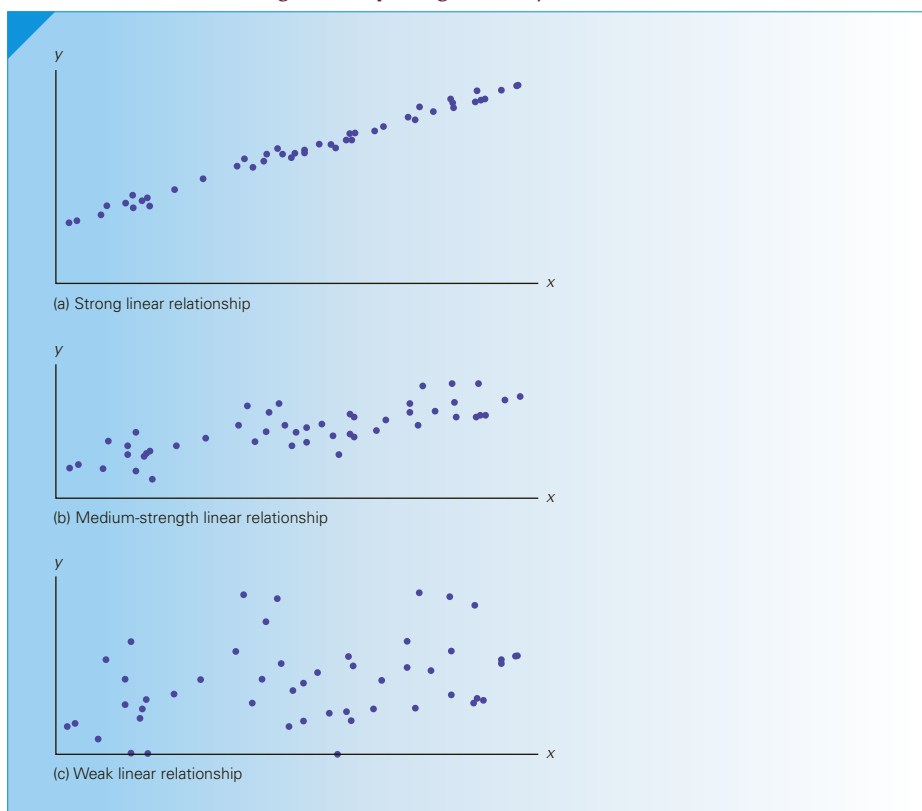 y
x
(a) Strong linear relationship
y
x
(b) Medium-strength linear relationship
y
x
(c) Weak linear relationship